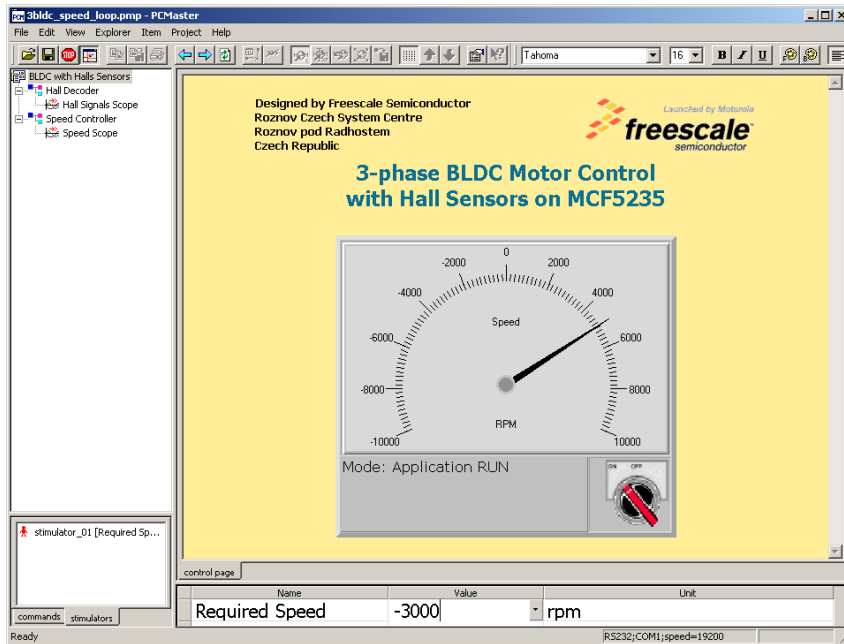 3bldc_speed_loop.pmp - PCMaster
File Edit View Explorer Item Project Help
Tahoma 16 B I U
BLDC with Halls Sensors
Hall Decoder
Hall Signals Scope
Speed Controller
Speed Scope
Designed by Freescale Semiconductor
Roznov Czech System Centre
Roznov pod Radhostem
Czech Republic
Launched by Motorola
freescale
semiconductor
3-phase BLDC Motor Control
with Hall Sensors on MCF5235
0
-2000 2000
-4000 4000
Speed
-6000 6000
-8000 8000
RPM
-10000 10000
Mode: Application RUN
ON OFF
stimulator_01 [Required Sp...
commands stimulators
control page
Name Value Unit
Required Speed -3000 rpm
Ready
RS232;COM1;speed=19200